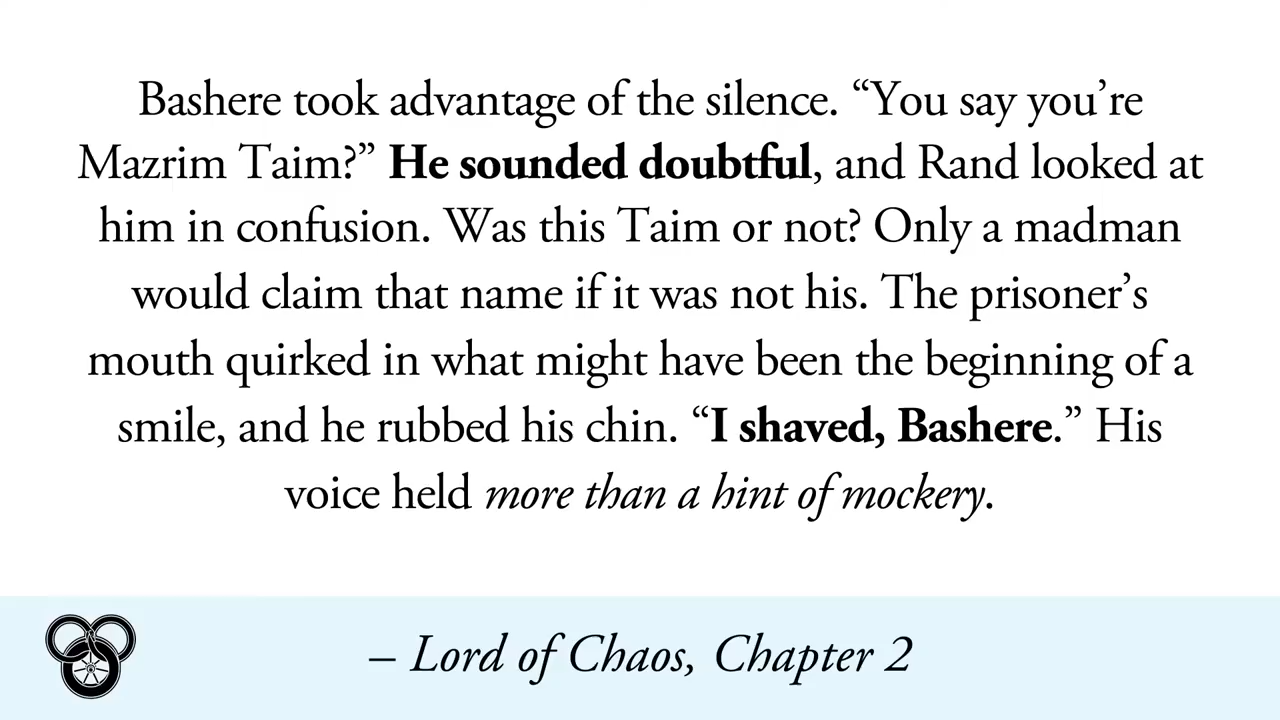 Bashere took advantage of the silence. “You say you’re
Mazrim Taim?” He sounded doubtful, and Rand looked at
him in confusion. Was this Taim or not? Only a madman
would claim that name if it was not his. The prisoner’s
mouth quirked in what might have been the beginning of a
smile, and he rubbed his chin. “I shaved, Bashere.” His
voice held more than a hint of mockery.
– Lord of Chaos, Chapter 2